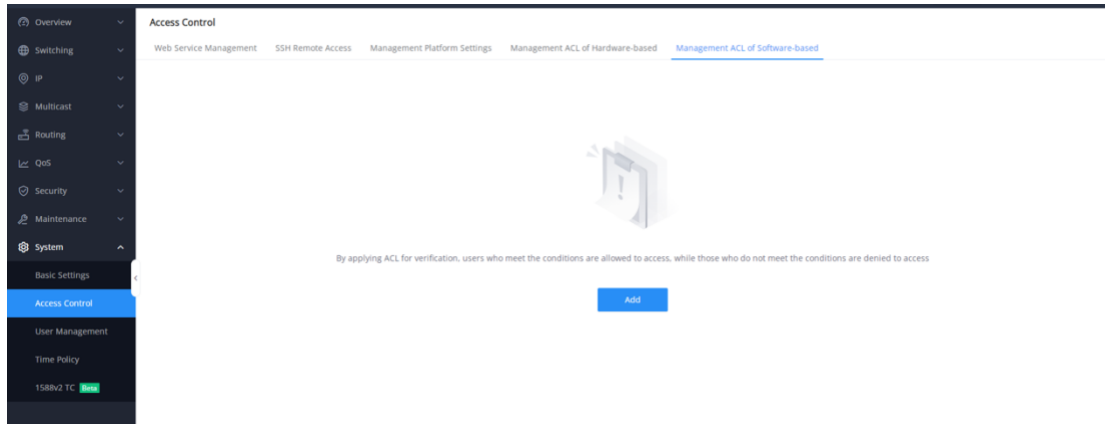 Overview
Switching
IP
Multicast
Routing
QoS
Security
Maintenance
System
Basic Settings
Access Control
User Management
Time Policy
1588v2 TC Beta
Access Control
Web Service Management SSH Remote Access Management Platform Settings Management ACL of Hardware-based Management ACL of Software-based
By applying ACL for verification, users who meet the conditions are allowed to access, while those who do not meet the conditions are denied to access
Add